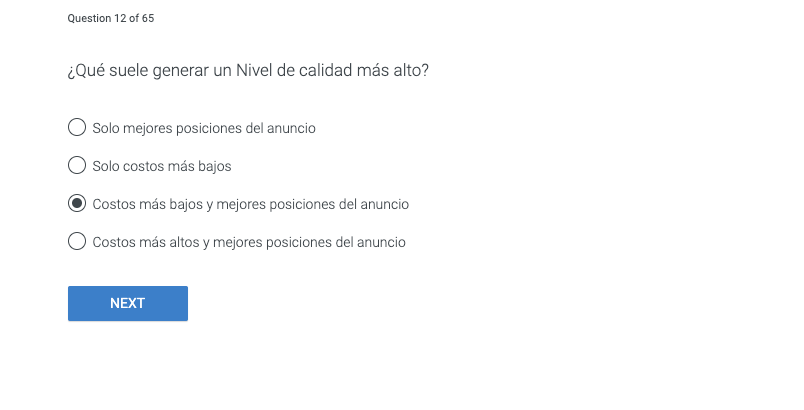 Question 12 of 65
¿Qué suele generar un Nivel de calidad más alto?
Solo mejores posiciones del anuncio
Solo costos más bajos
Costos más bajos y mejores posiciones del anuncio
Costos más altos y mejores posiciones del anuncio
NEXT